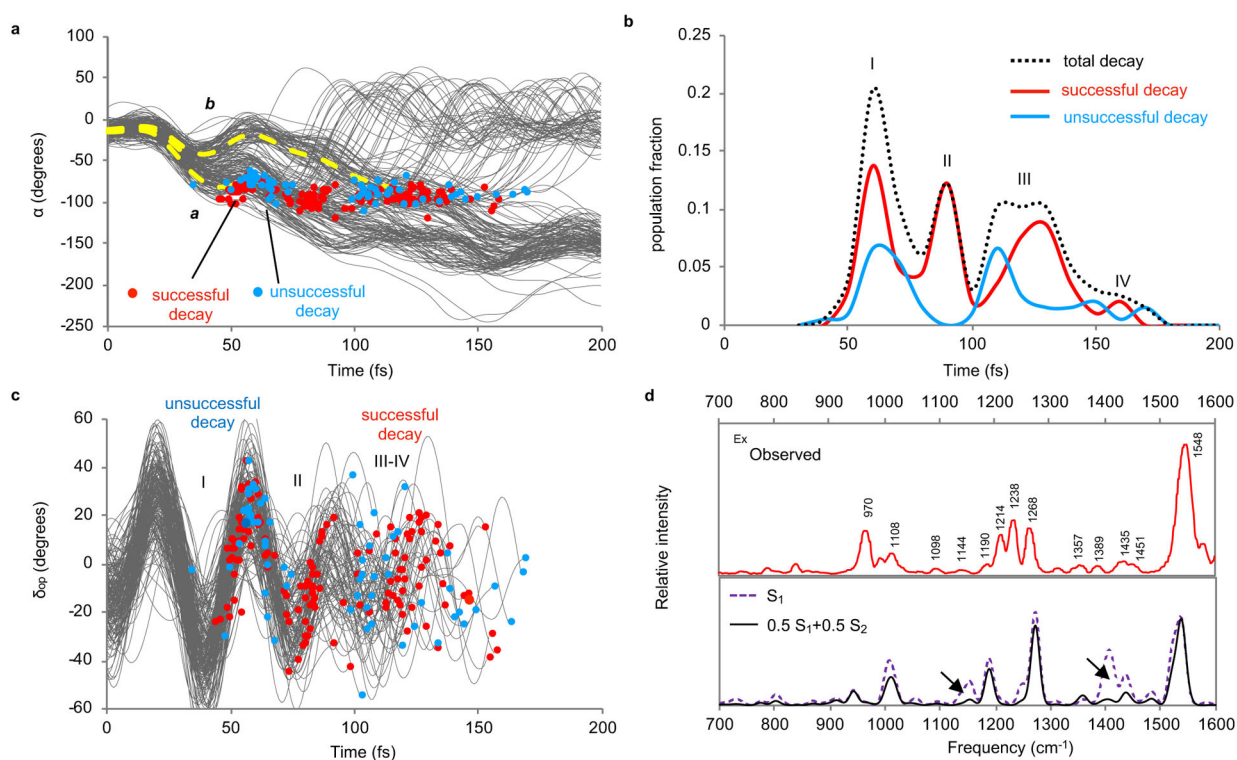 a
100
50
0
-50
-100
-150
-200
-250
α (degrees)
b
a
successful
decay
unsuccessful
decay
0
50
100
150
200
Time (fs)
b
0.25
0.2
0.15
0.1
0.05
0
population fraction
I
II
III
IV
total decay
successful decay
unsuccessful decay
50
100
150
200
Time (fs)
c
60
40
20
0
-20
-40
-60
δop (degrees)
unsuccessful
decay
successful
decay
I
II
III-IV
0
50
100
150
200
Time (fs)
d
700 800 900 1000 1100 1200 1300 1400 1500 1600
Relative intensity
Ex Observed
970
1108
1098
1144
1190
1214
1238
1268
1357
1389
1435
1451
1548
S1
0.5 S1+0.5 S2
700 800 900 1000 1100 1200 1300 1400 1500 1600
Frequency (cm-1)